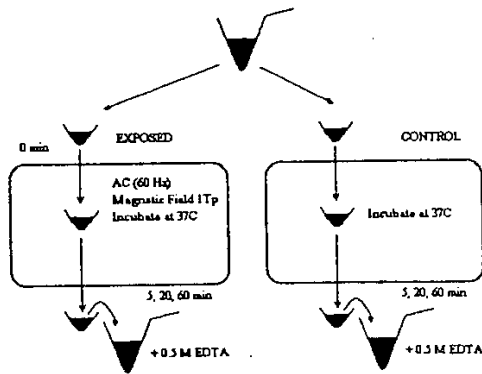 0 min
EXPOSED
CONTROL
AC (60 Hz)
Magnetic Field 1Tp
Incubate at 37C
Incubate at 37C
5, 20, 60 min
5, 20, 60 min
+ 0.5 M EDTA
+ 0.5 M EDTA